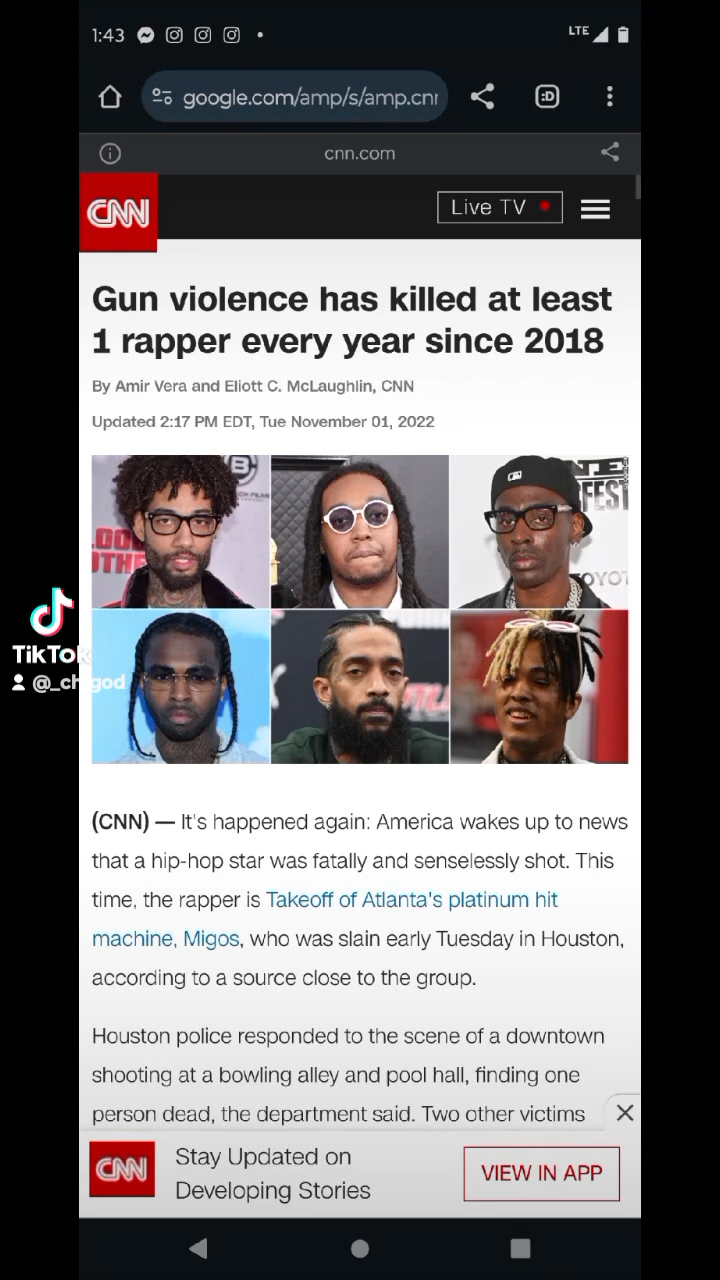 1:43
LTE
google.com/amp/s/amp.cnn
:D
cnn.com
CNN
Live TV
Gun violence has killed at least
1 rapper every year since 2018
By Amir Vera and Eliott C. McLaughlin, CNN
Updated 2:17 PM EDT, Tue November 01, 2022
TikTok
@_ch god
(CNN) — It's happened again: America wakes up to news
that a hip-hop star was fatally and senselessly shot. This
time, the rapper is Takeoff of Atlanta's platinum hit
machine, Migos, who was slain early Tuesday in Houston,
according to a source close to the group.
Houston police responded to the scene of a downtown
shooting at a bowling alley and pool hall, finding one
person dead, the department said. Two other victims
CNN
Stay Updated on
Developing Stories
VIEW IN APP